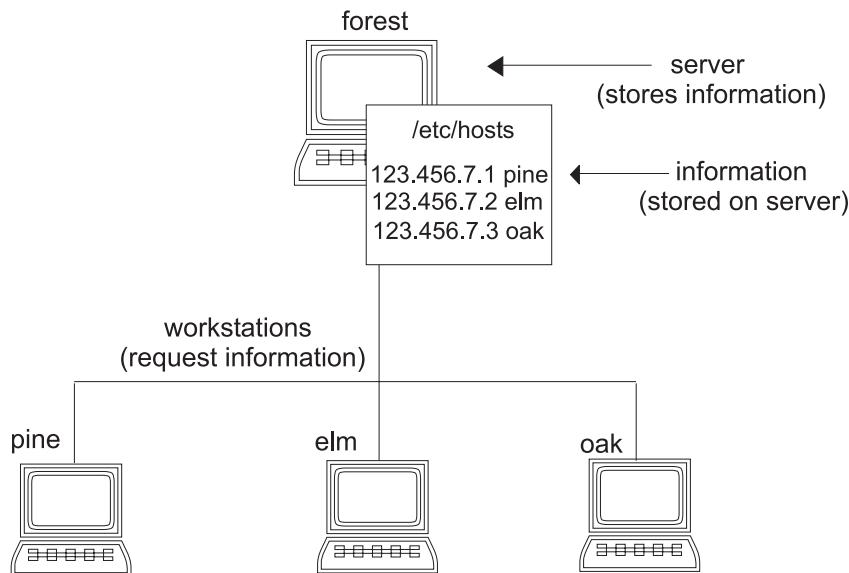 forest
server
(stores information)
/etc/hosts
123.456.7.1 pine
123.456.7.2 elm
123.456.7.3 oak
information
(stored on server)
workstations
(request information)
pine
elm
oak